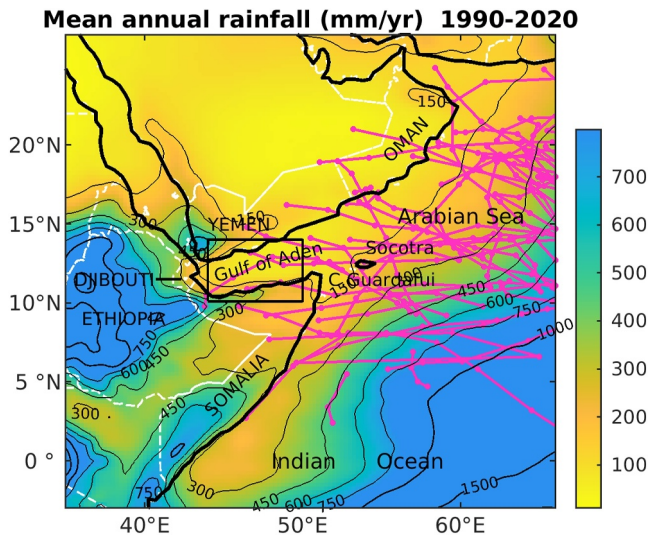 Mean annual rainfall (mm/yr)  1990-2020
150
20°N
OMAN
700
15°N
300
YEMEN
150
Arabian Sea
600
450
Gulf of Aden
Socotra
500
DJIBOUTI
C Guardafui
150
300
450
10°N
600
400
ETHIOPIA
300
750
1000
750
600
450
300
5°N
SOMALIA
450
200
300
0°
Indian Ocean
100
1500
750
300
450
600
750
40°E
50°E
60°E